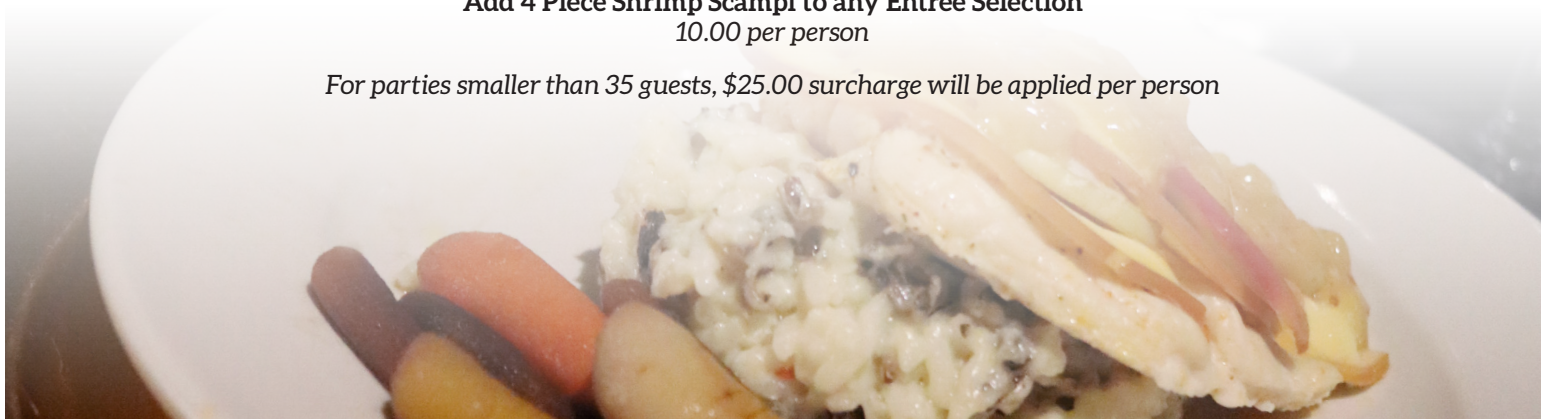 Add 4 Piece Shrimp Scampi to any Entrée Selection
10.00 per person
For parties smaller than 35 guests, $25.00 surcharge will be applied per person